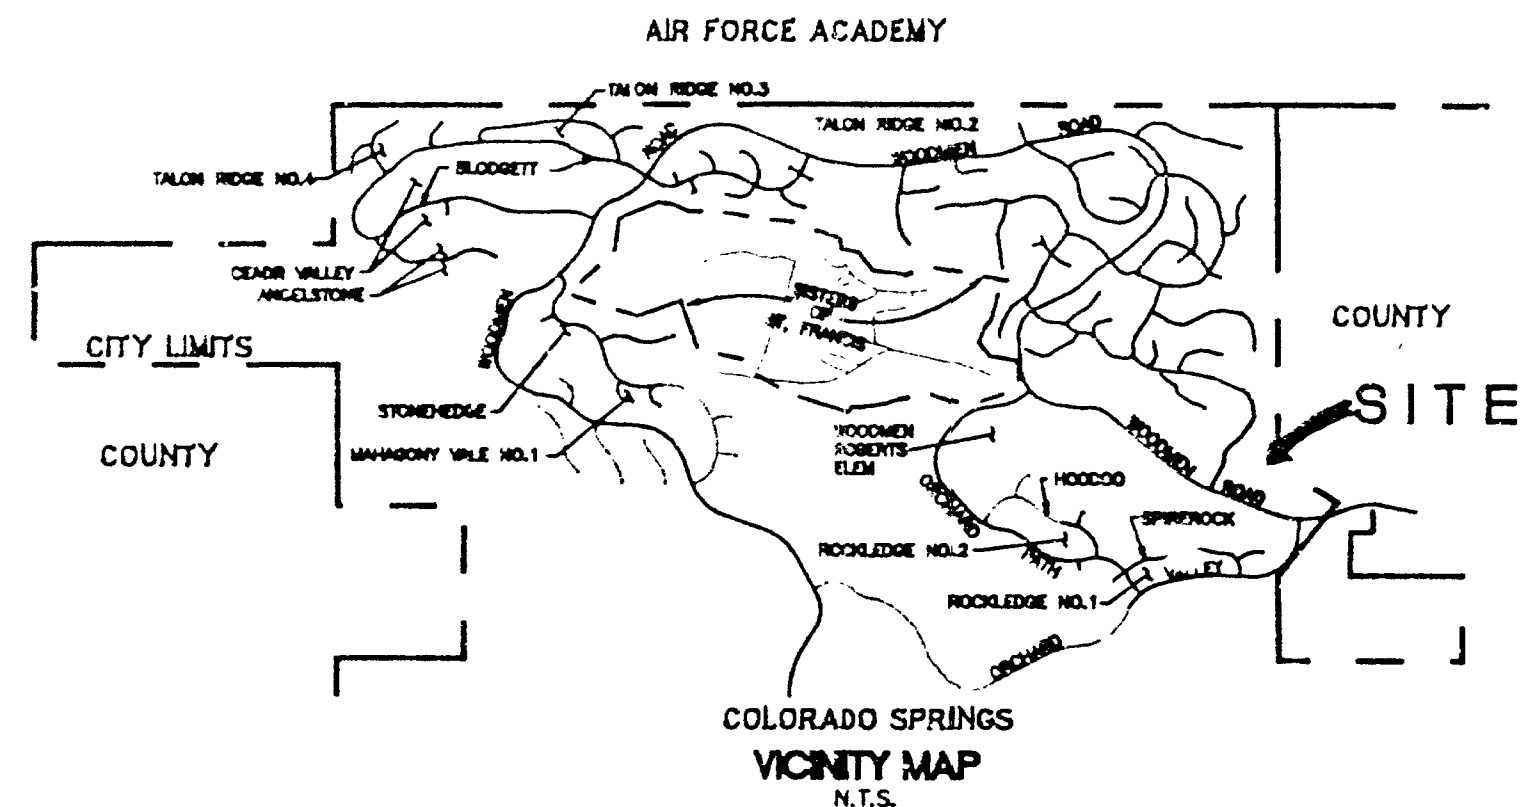 AIR FORCE ACADEMY
TALON RIDGE NO.3
TALON RIDGE NO.2
ROAD
ROAD
WOODMEN
BLODGETT
TALON RIDGE NO.4
CEADR VALLEY
ANGELSTONE
WOODMEN
SISTERS
OF
ST. FRANCIS
COUNTY
CITY LIMITS
SITE
STONEHEDGE
WOODMEN
ROBERTS
ELEM
WOODMEN
COUNTY
MAHAGONY VALE NO.1
HOODOO
ROAD
ORCHARD
SPIREROCK
ROCKLEDGE NO.2
PATH
VALLEY
ROCKLEDGE NO.1
ORCHARD
COLORADO SPRINGS
VICINITY MAP
N.T.S.